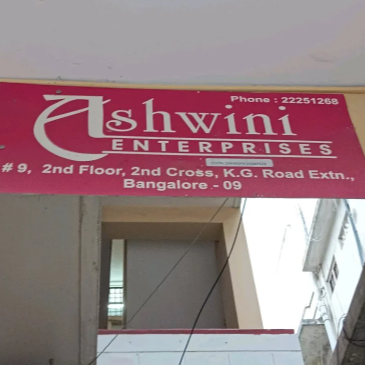 Phone : 22251268
Ashwini
ENTERPRISES
# 9, 2nd Floor, 2nd Cross, K.G. Road Extn.,
Bangalore - 09